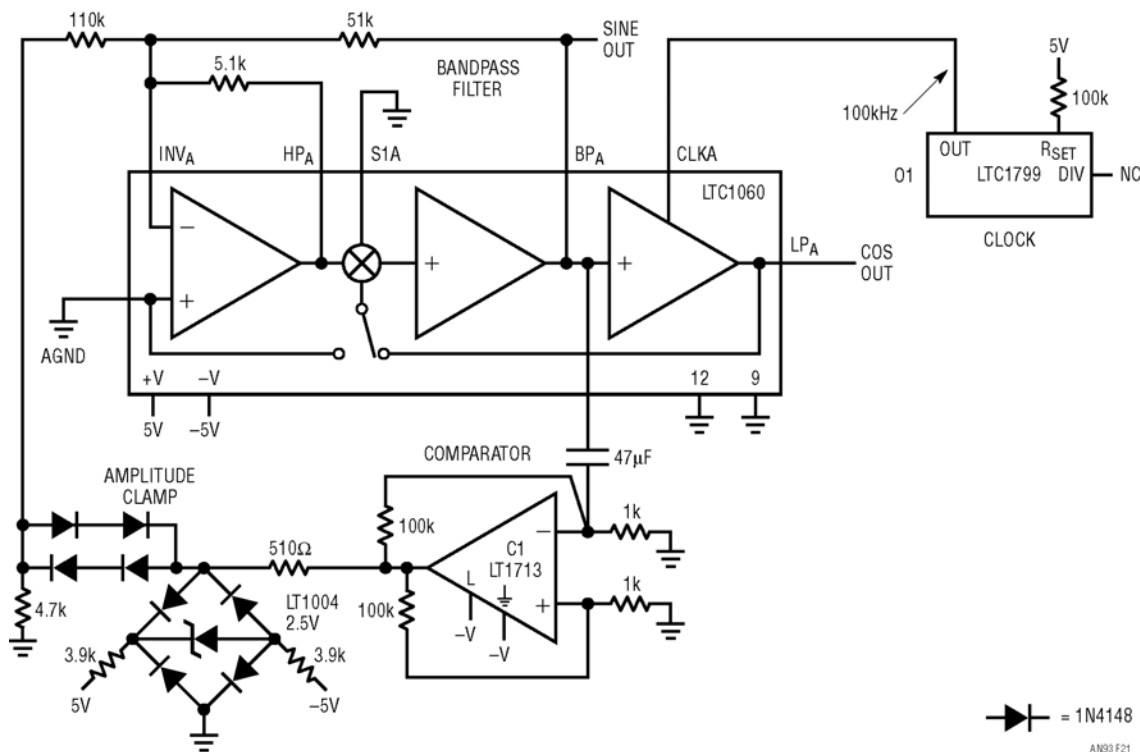 110k
51k
SINE
OUT
5.1k
BANDPASS
FILTER
5V
100k
100kHz
INVA
HPA
S1A
BPA
CLKA
OUT
RSET
LTC1799
DIV
NC
O1
CLOCK
LTC1060
LPA
COS
OUT
–
+
+
+
AGND
+V
–V
12
9
5V
–5V
COMPARATOR
47µF
AMPLITUDE
CLAMP
100k
1k
510Ω
–
C1
LT1713
L
+
1k
4.7k
LT1004
2.5V
100k
–V
–V
3.9k
3.9k
5V
–5V
= 1N4148
AN93 F21